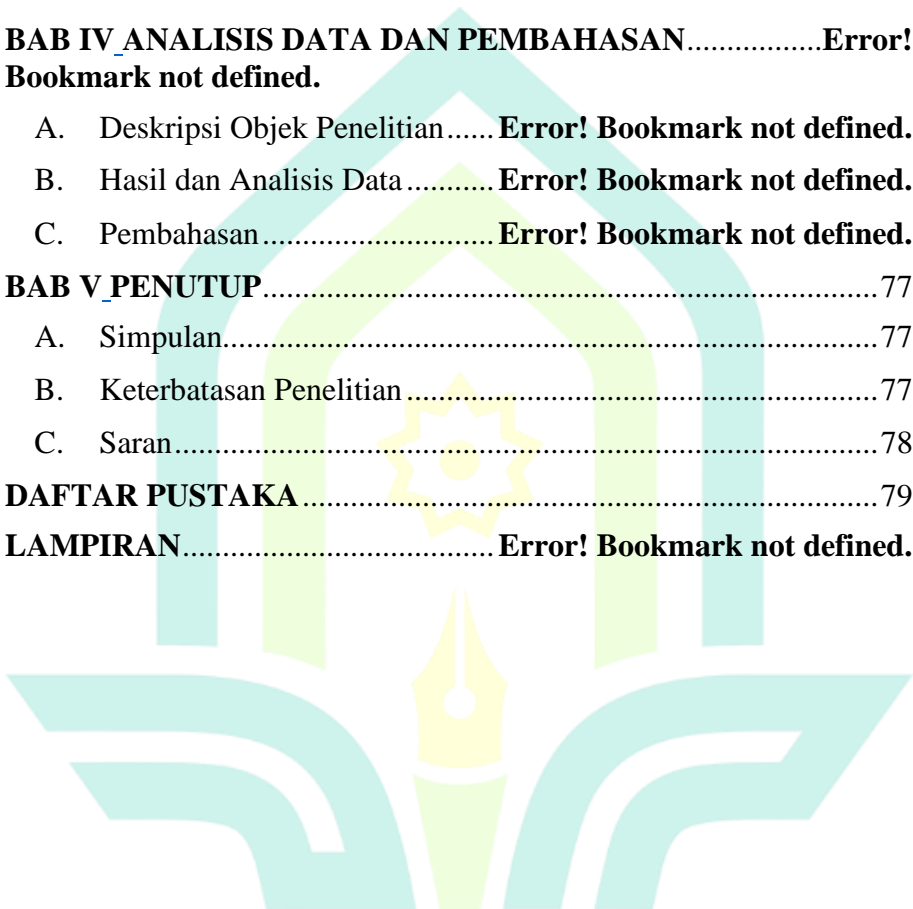 BAB IV ANALISIS DATA DAN PEMBAHASAN.................Error!
Bookmark not defined.
A. Deskripsi Objek Penelitian......Error! Bookmark not defined.
B. Hasil dan Analisis Data...........Error! Bookmark not defined.
C. Pembahasan.............................Error! Bookmark not defined.
BAB V PENUTUP.............................................................................77
A. Simpulan..................................................................................77
B. Keterbatasan Penelitian...........................................................77
C. Saran........................................................................................78
DAFTAR PUSTAKA........................................................................79
LAMPIRAN.......................................Error! Bookmark not defined.